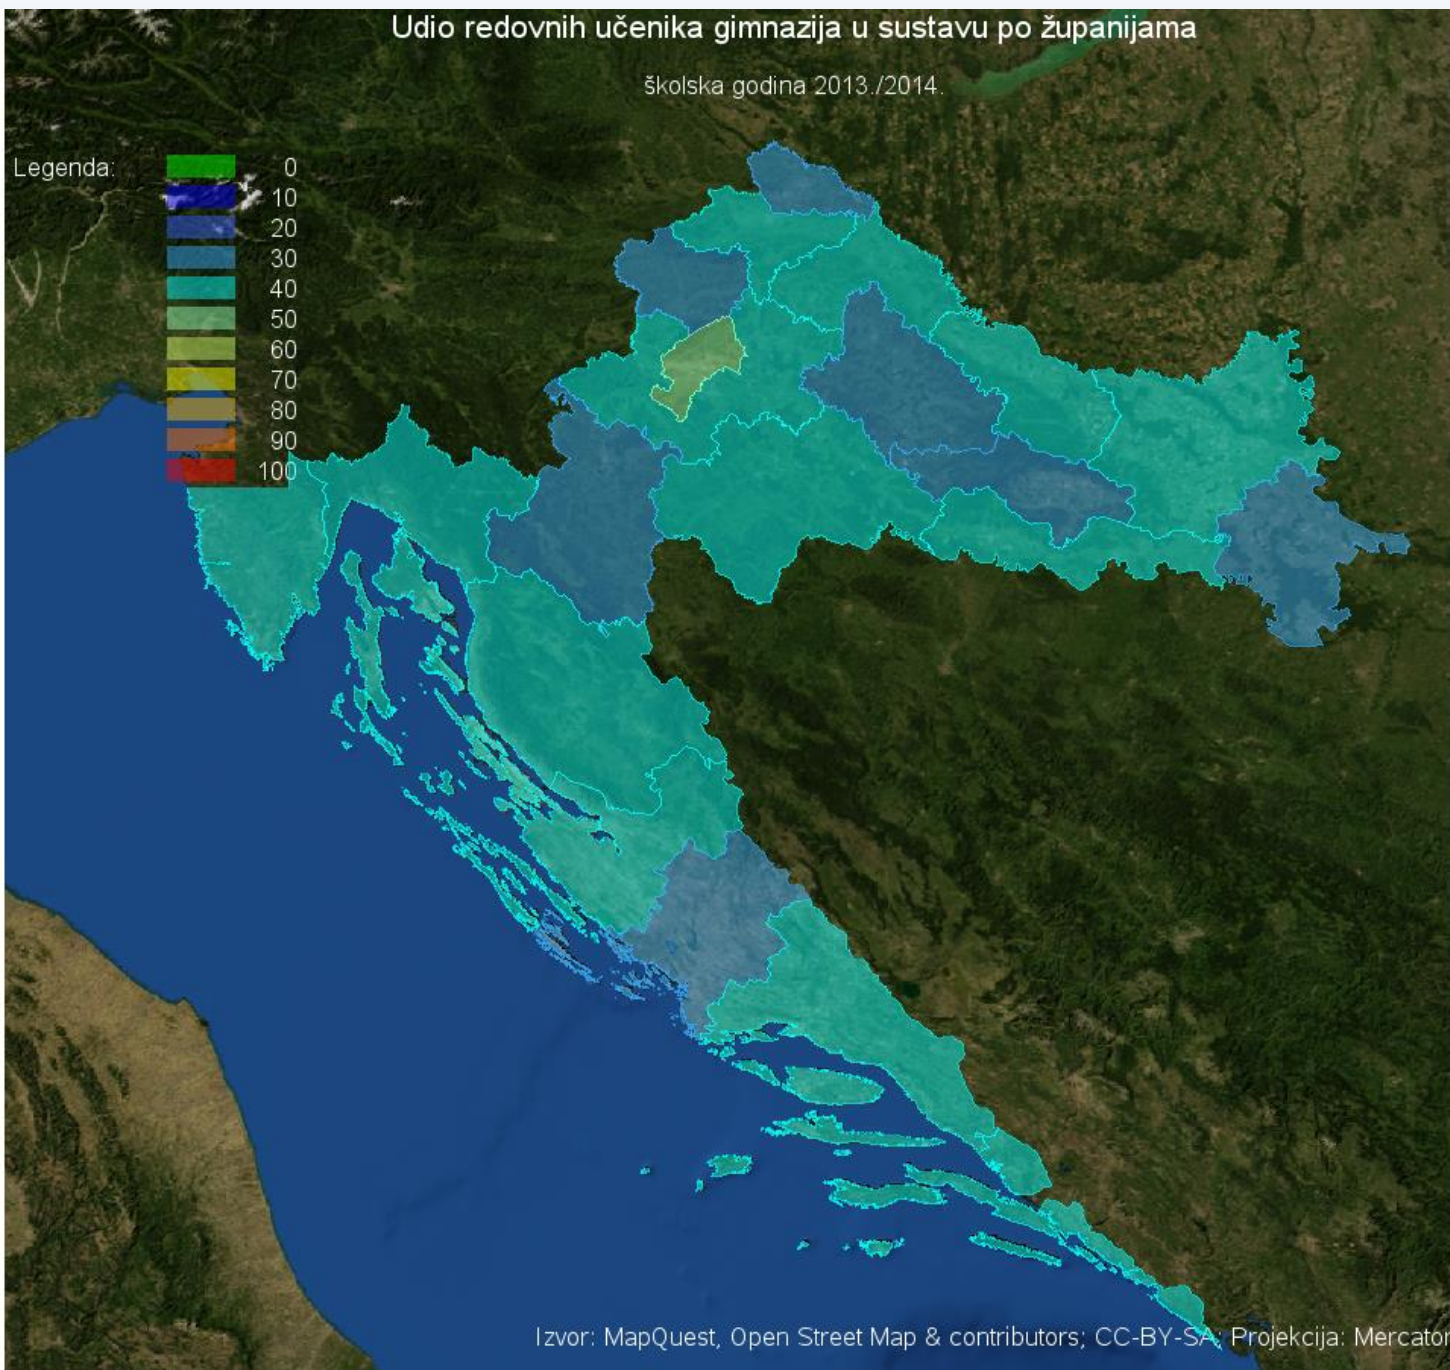 Udio redovnih učenika gimnazija u sustavu po županijama
školska godina 2013./2014.
Legenda:
0
10
20
30
40
50
60
70
80
90
100
Izvor: MapQuest, Open Street Map & contributors; CC-BY-SA; Projekcija: Mercator